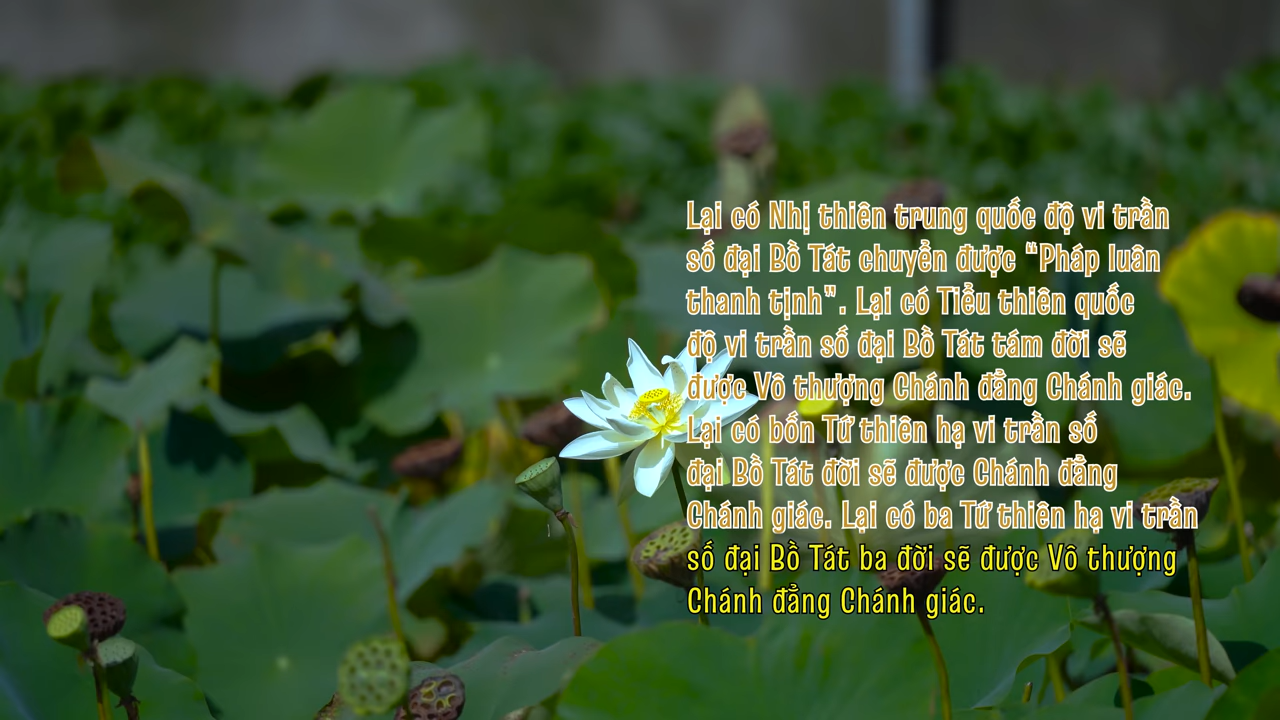 Lại có Nhị thiên trung quốc độ vi trần
số đại Bồ Tát chuyển được “Pháp luân
thanh tịnh”. Lại có Tiểu thiên quốc
độ vi trần số đại Bồ Tát tám đời sẽ
được Vô thượng Chánh đẳng Chánh giác.
Lại có bốn Tứ thiên hạ vi trần số
đại Bồ Tát đời sẽ được Chánh đẳng
Chánh giác. Lại có ba Tứ thiên hạ vi trần
số đại Bồ Tát ba đời sẽ được Vô thượng
Chánh đẳng Chánh giác.